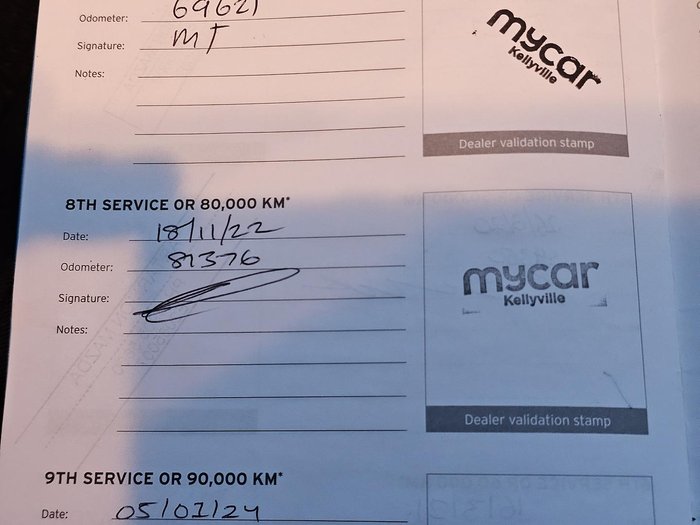 Odometer: 69621
Signature: MT
Notes:
mycar
Kellyville
Dealer validation stamp
8TH SERVICE OR 80,000 KM*
Date: 18/11/22
Odometer: 81376
Signature:
Notes:
mycar
Kellyville
Dealer validation stamp
9TH SERVICE OR 90,000 KM*
Date: 05/01/24